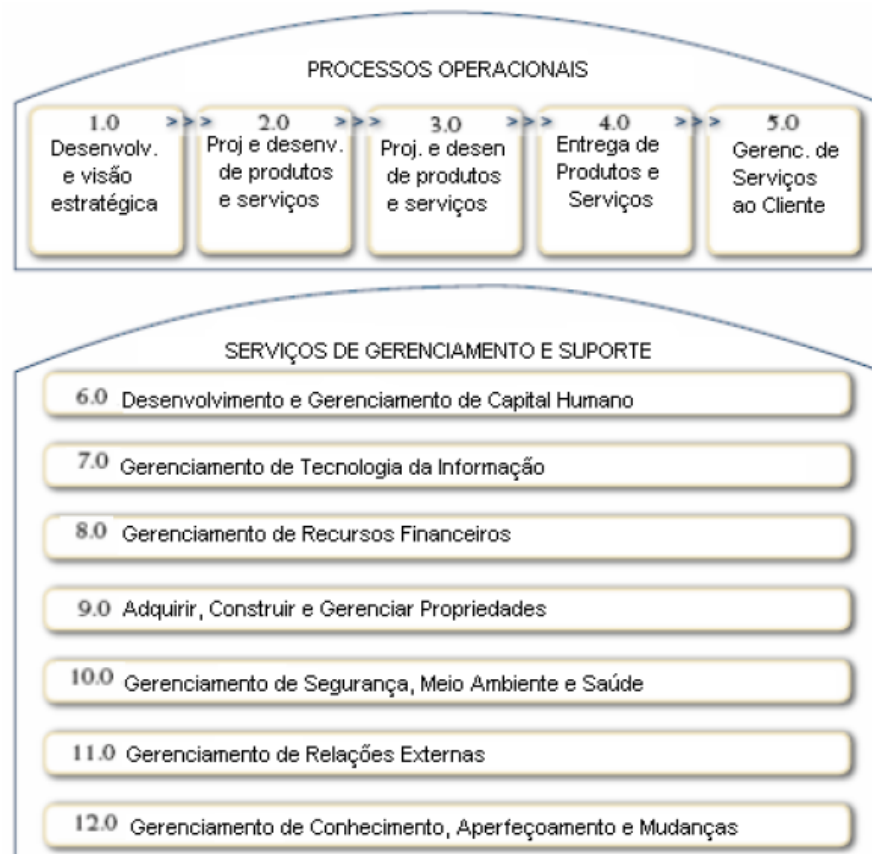 PROCESSOS OPERACIONAIS
1.0 >>> 2.0 >>> 3.0 >>> 4.0 >>> 5.0
Desenvolv.
e visão
estratégica
Proj e desenv.
de produtos
e serviços
Proj. e desen
de produtos
e serviços
Entrega de
Produtos e
Serviços
Gerenc. de
Serviços
ao Cliente
SERVIÇOS DE GERENCIAMENTO E SUPORTE
6.0 Desenvolvimento e Gerenciamento de Capital Humano
7.0 Gerenciamento de Tecnologia da Informação
8.0 Gerenciamento de Recursos Financeiros
9.0 Adquirir, Construir e Gerenciar Propriedades
10.0 Gerenciamento de Segurança, Meio Ambiente e Saúde
11.0 Gerenciamento de Relações Externas
12.0 Gerenciamento de Conhecimento, Aperfeçoamento e Mudanças